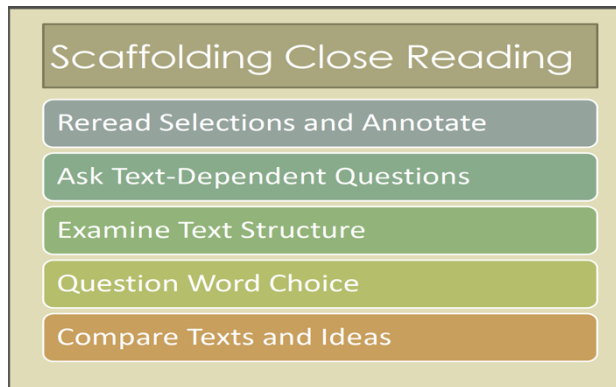 Scaffolding Close Reading
Reread Selections and Annotate
Ask Text-Dependent Questions
Examine Text Structure
Question Word Choice
Compare Texts and Ideas